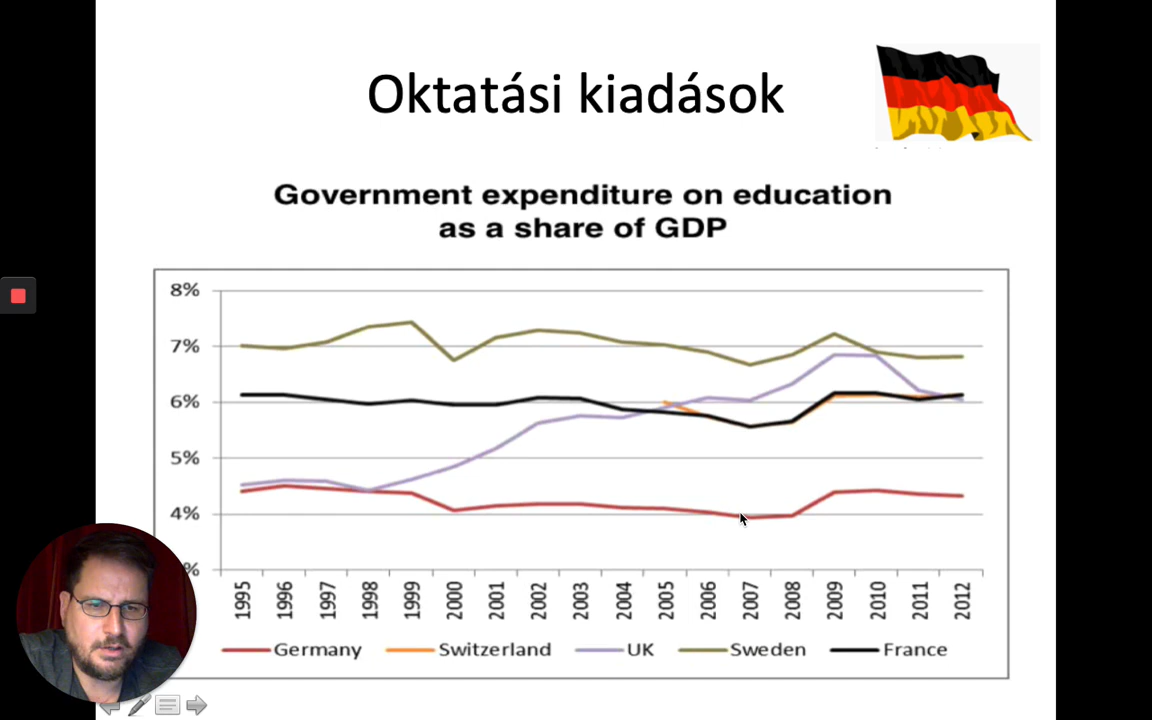 Oktatási kiadások
Government expenditure on education
as a share of GDP
8%
7%
6%
5%
4%
%
1995 1996 1997 1998 1999 2000 2001 2002 2003 2004 2005 2006 2007 2008 2009 2010 2011 2012
Germany Switzerland UK Sweden France